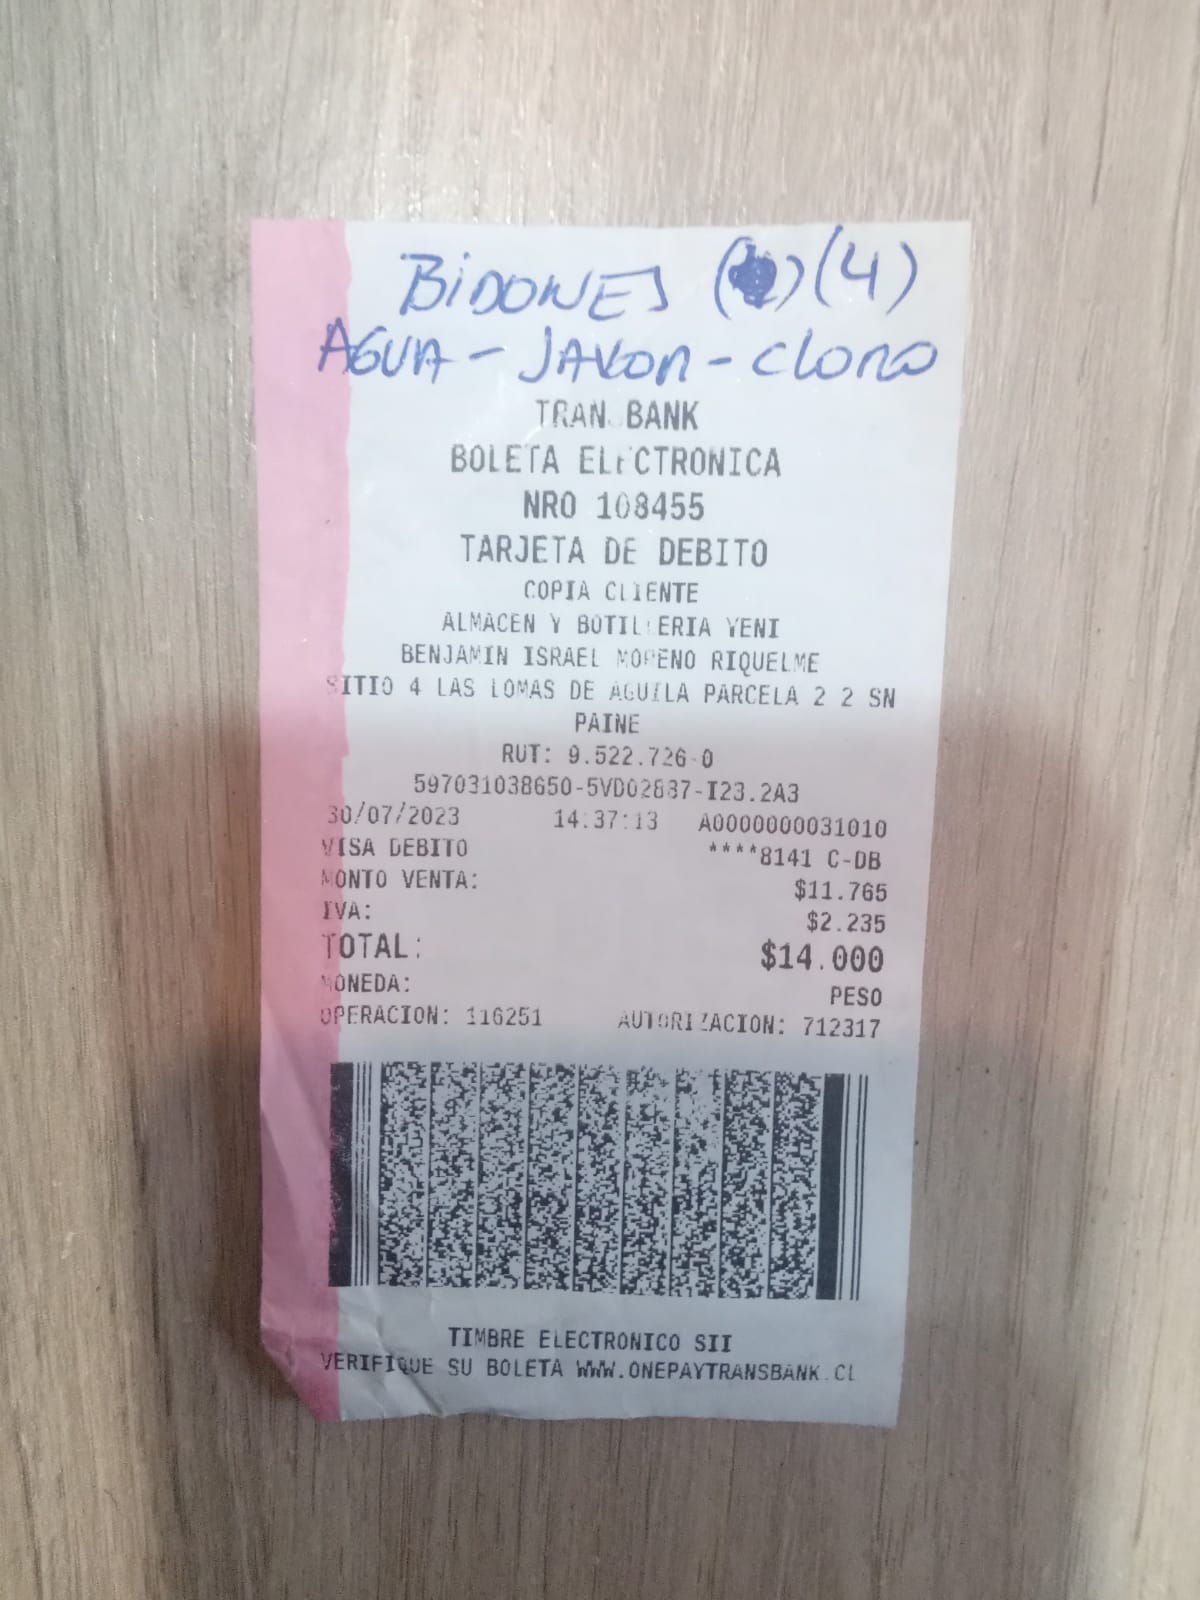 BIDONES (4)
AGUA - JAVON - CLORO
TRANSBANK
BOLETA ELECTRONICA
NRO 108455
TARJETA DE DEBITO
COPIA CLIENTE
ALMACEN Y BOTILLERIA YENI
BENJAMIN ISRAEL MORENO RIQUELME
SITIO 4 LAS LOMAS DE AGUILA PARCELA 2 2 SN
PAINE
RUT: 9.522.726-0
597031038650-5VD02887-I23.2A3
30/07/2023 14:37:13 A0000000031010
VISA DEBITO ****8141 C-DB
MONTO VENTA: $11.765
IVA: $2.235
TOTAL: $14.000
MONEDA: PESO
OPERACION: 116251 AUTORIZACION: 712317
TIMBRE ELECTRONICO SII
VERIFIQUE SU BOLETA WWW.ONEPAYTRANSBANK.CL